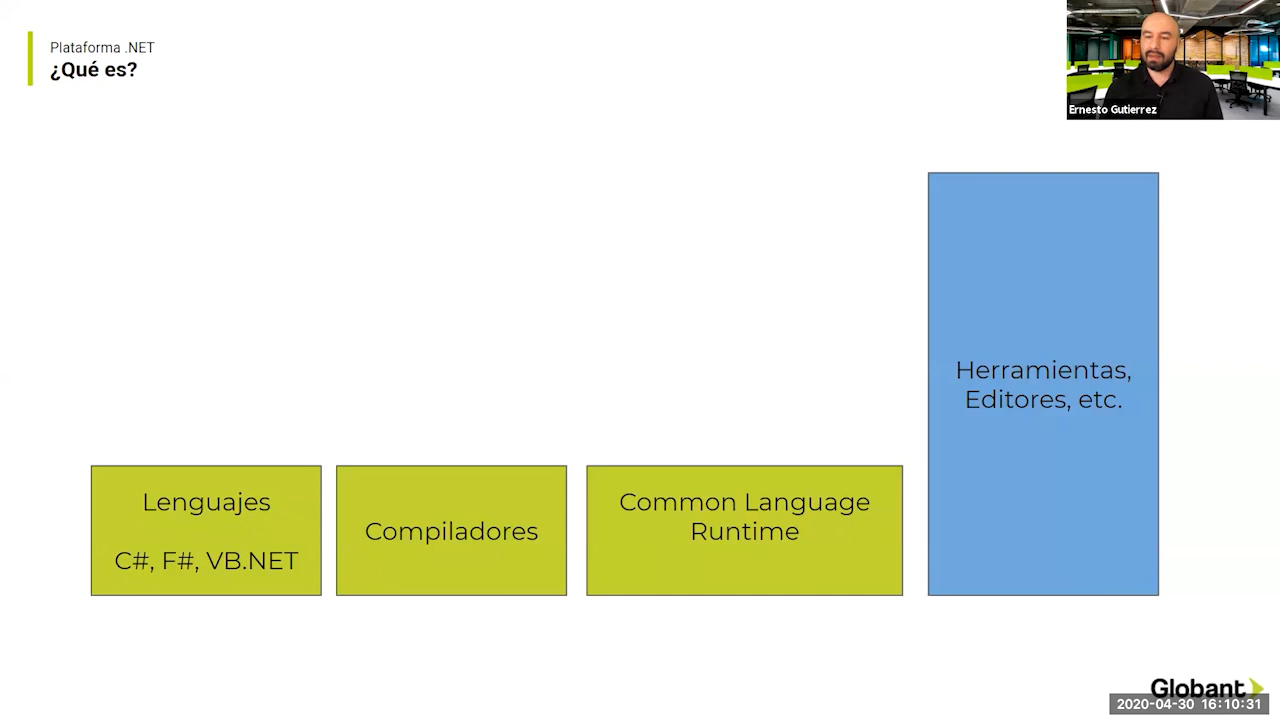 Plataforma .NET
¿Qué es?
Ernesto Gutierrez
Herramientas,
Editores, etc.
Lenguajes
C#, F#, VB.NET
Compiladores
Common Language
Runtime
Globant
2020-04-30 16:10:31